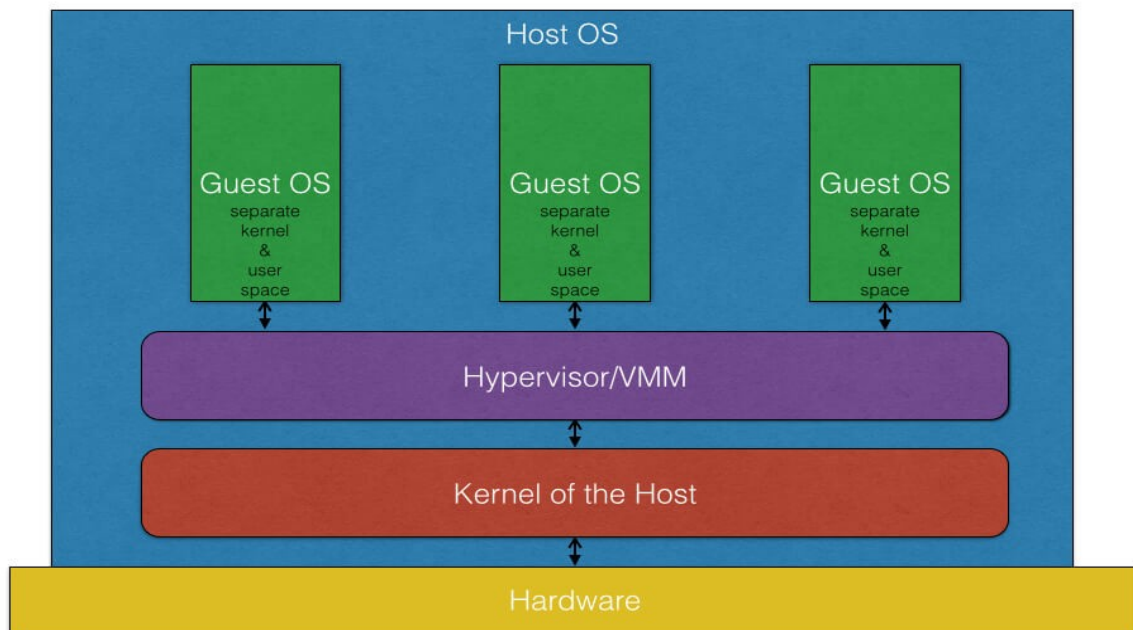 Host OS
Guest OS
separate
kernel
&
user
space
Guest OS
separate
kernel
&
user
space
Guest OS
separate
kernel
&
user
space
Hypervisor/VMM
Kernel of the Host
Hardware